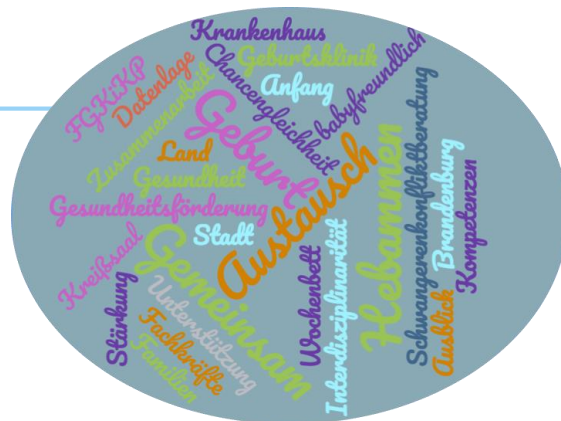 Krankenhaus
Geburtsklinik
Chancengleichheit
babyfreundlich
Anfang
FGKiKP
Datenlage
Zusammenarbeit
Geburt
Land
Gesundheit
Gesundheitsförderung
Austausch
Hebammen
Schwangerenkonfliktberatung
Brandenburg
Kompetenzen
Stadt
Kreißsaal
Gemeinsam
Unterstützung
Wochenbett
Interdisziplinarität
Ausblick
Stärkung
Fachkräfte
Familien